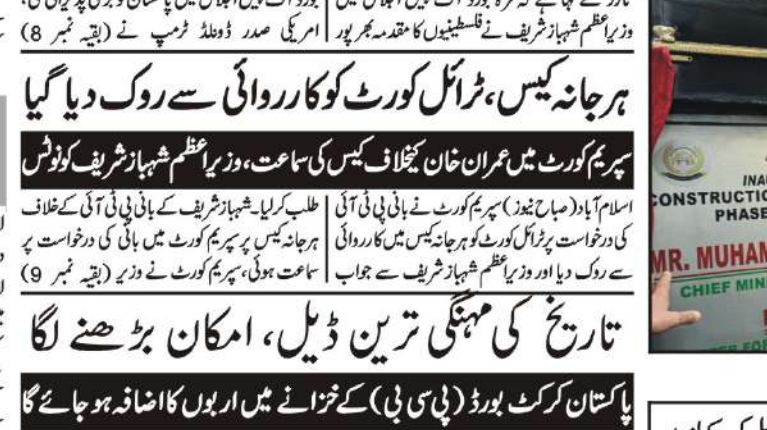 وزیراعظم شہباز شریف نے فلسطینیوں کا مقدمہ بھرپور
امریکی صدر ڈونلڈ ٹرمپ نے (بقیہ نمبر 8)
ہرجانہ کیس، ٹرائل کورٹ کو کارروائی سے روک دیا گیا
سپریم کورٹ میں عمران خان کیخلاف کیس کی سماعت، وزیراعظم شہباز شریف کو نوٹس
اسلام آباد (صباح نیوز) سپریم کورٹ نے بانی پی ٹی آئی
کی درخواست پر ٹرائل کورٹ کو ہرجانہ کیس میں کارروائی
سے روک دیا اور وزیراعظم شہباز شریف سے جواب
طلب کر لیا۔ شہباز شریف کے بانی پی ٹی آئی کے خلاف
ہرجانہ کیس پر سپریم کورٹ میں بانی کی درخواست پر
سماعت ہوئی، سپریم کورٹ نے وزیر (بقیہ نمبر 9)
تاریخ کی مہنگی ترین ڈیل، امکان بڑھنے لگا
پاکستان کرکٹ بورڈ (پی سی بی) کے خزانے میں اربوں کا اضافہ ہو جائے گا
INA
CONSTRUCTIO
PHASE
MR. MUHAM
CHIEF MIN